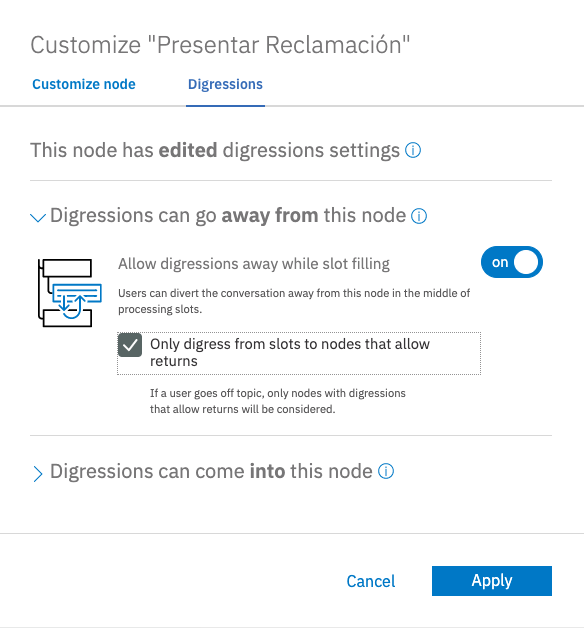 Customize "Presentar Reclamación"
Customize node
Digressions
This node has edited digressions settings
Digressions can go away from this node
Allow digressions away while slot filling
on
Users can divert the conversation away from this node in the middle of
processing slots.
Only digress from slots to nodes that allow
returns
If a user goes off topic, only nodes with digressions
that allow returns will be considered.
Digressions can come into this node
Cancel
Apply